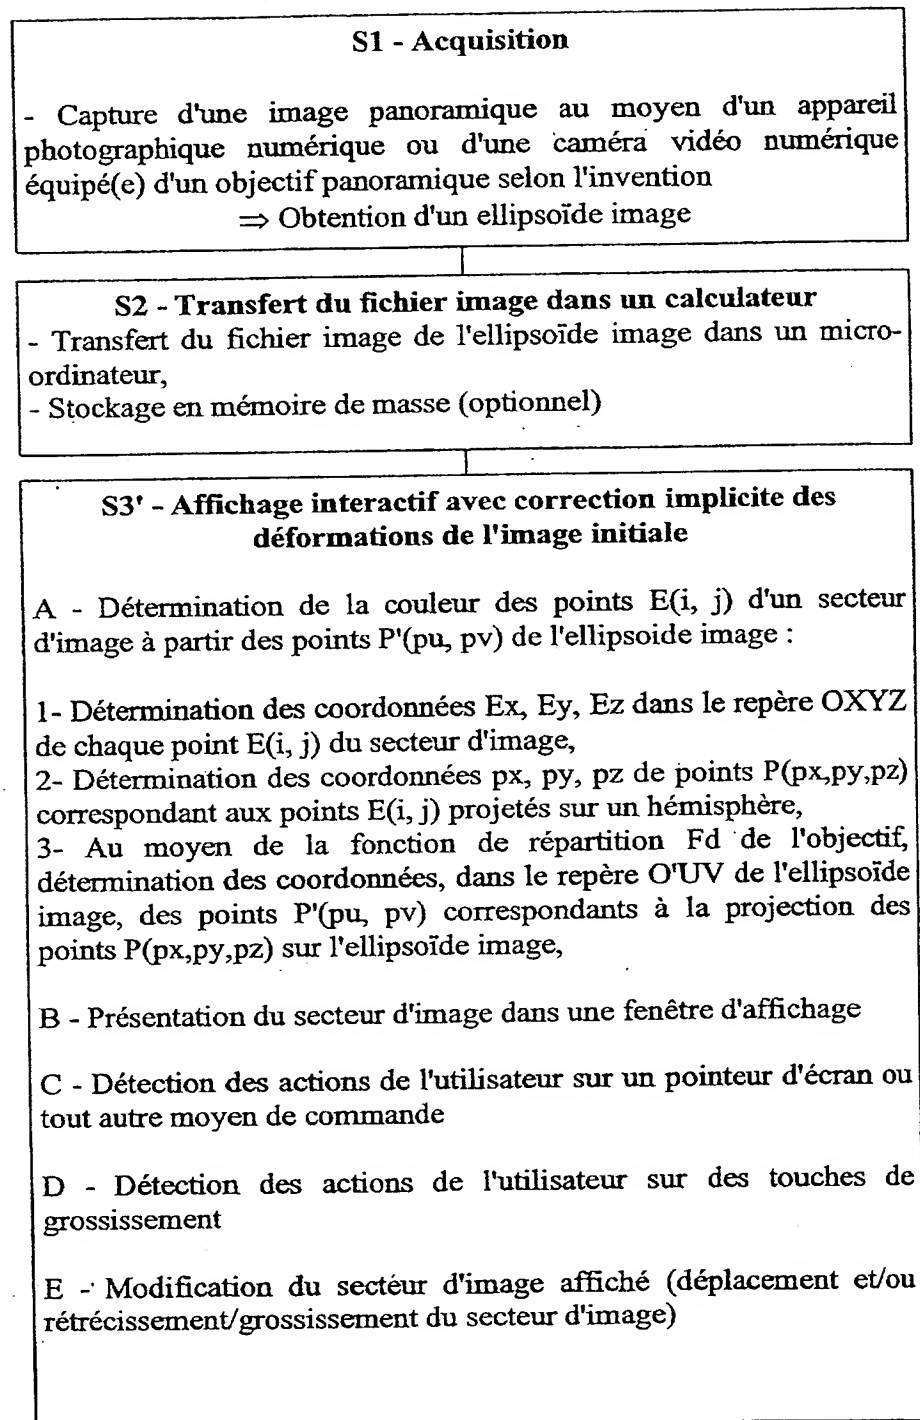 S1 - Acquisition
- Capture d'une image panoramique au moyen d'un appareil
photographique numérique ou d'une caméra vidéo numérique
équipé(e) d'un objectif panoramique selon l'invention
⇒ Obtention d'un ellipsoïde image
S2 - Transfert du fichier image dans un calculateur
- Transfert du fichier image de l'ellipsoïde image dans un micro-
ordinateur,
- Stockage en mémoire de masse (optionnel)
S3' - Affichage interactif avec correction implicite des
déformations de l'image initiale
A - Détermination de la couleur des points E(i, j) d'un secteur
d'image à partir des points P'(pu, pv) de l'ellipsoide image :
1- Détermination des coordonnées Ex, Ey, Ez dans le repère OXYZ
de chaque point E(i, j) du secteur d'image,
2- Détermination des coordonnées px, py, pz de points P(px,py,pz)
correspondant aux points E(i, j) projetés sur un hémisphère,
3- Au moyen de la fonction de répartition Fd de l'objectif,
détermination des coordonnées, dans le repère O'UV de l'ellipsoïde
image, des points P'(pu, pv) correspondants à la projection des
points P(px,py,pz) sur l'ellipsoïde image,
B - Présentation du secteur d'image dans une fenêtre d'affichage
C - Détection des actions de l'utilisateur sur un pointeur d'écran ou
tout autre moyen de commande
D - Détection des actions de l'utilisateur sur des touches de
grossissement
E - Modification du secteur d'image affiché (déplacement et/ou
rétrécissement/grossissement du secteur d'image)